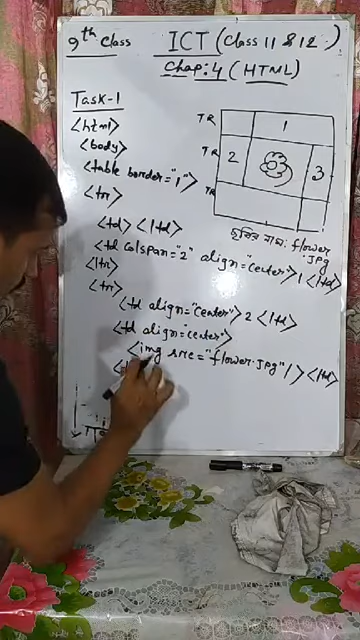 9th Class
ICT (Class 11 & 12)
Chap: 4 (HTML)
Task-1
<html>
<body>
<table border="1">
<tr>
<td> </td>
<td colspan="2" align="center"> 1 </td>
</tr>
<tr>
<td align="center"> 2 </td>
<td align="center">
<img src="flower.jpg" /> </td>
TR
TR
TR
1
2
3
ছবির নাম: flower
.jpg